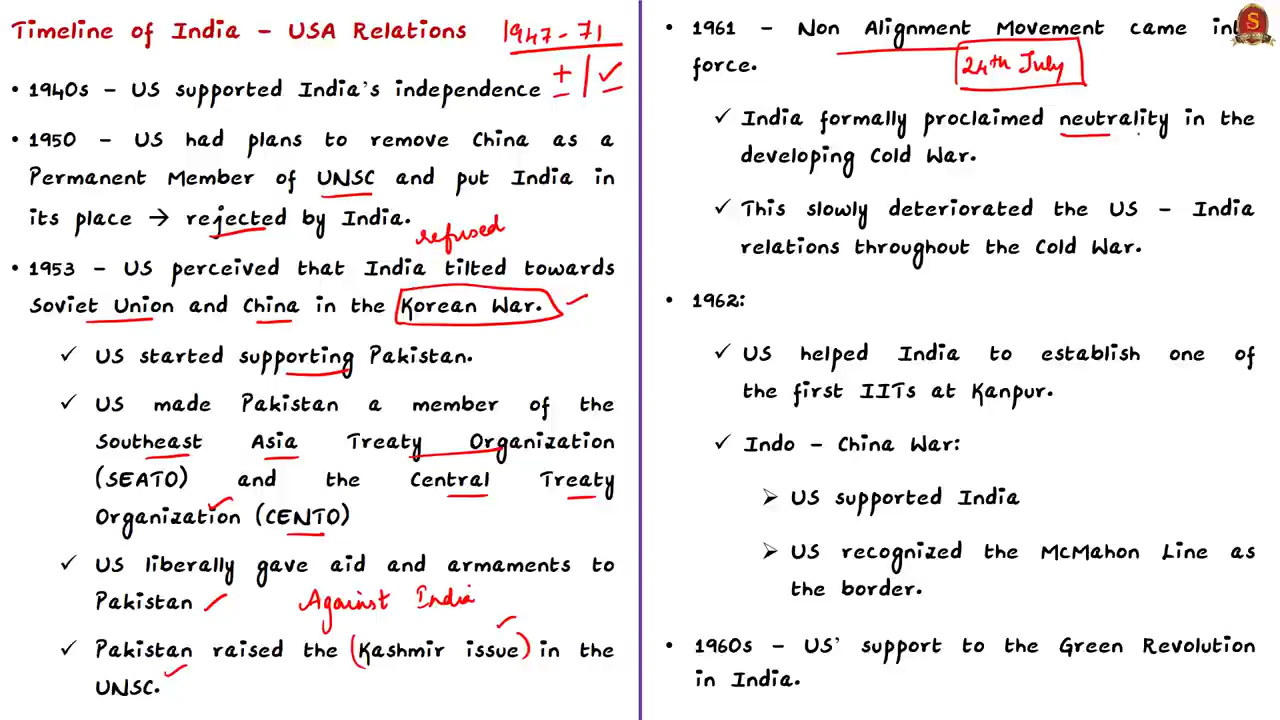 Timeline of India - USA Relations 1947-71
+ | ✓
• 1940s - US supported India's independence
• 1950 - US had plans to remove China as a
Permanent Member of UNSC and put India in
its place → rejected by India.
refused
• 1953 - US perceived that India tilted towards
Soviet Union and China in the Korean War. ✓
✓ US started supporting Pakistan.
✓ US made Pakistan a member of the
Southeast Asia Treaty Organization
(SEATO) and the Central Treaty
Organization (CENTO)
✓ US liberally gave aid and armaments to
Pakistan ✓ Against India
✓ Pakistan raised the (Kashmir issue) in the
UNSC.
• 1961 - Non Alignment Movement came into
force. 24th July
✓ India formally proclaimed neutrality in the
developing Cold War.
✓ This slowly deteriorated the US - India
relations throughout the Cold War.
• 1962:
✓ US helped India to establish one of
the first IITs at Kanpur.
✓ Indo - China War:
➢ US supported India
➢ US recognized the McMahon Line as
the border.
• 1960s - US' support to the Green Revolution
in India.
S